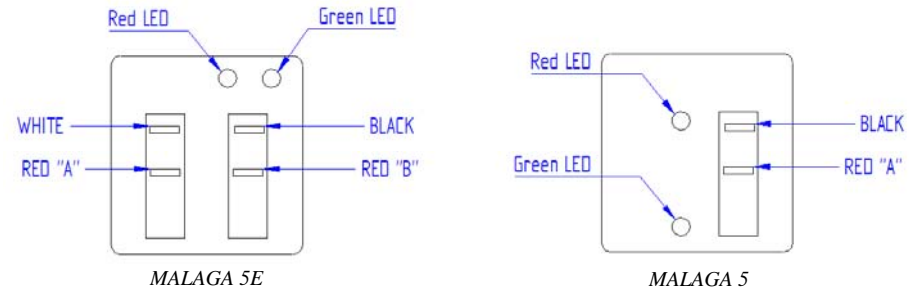 Red LED
Green LED
WHITE
BLACK
RED "A"
RED "B"
MALAGA 5E
Red LED
BLACK
Green LED
RED "A"
MALAGA 5